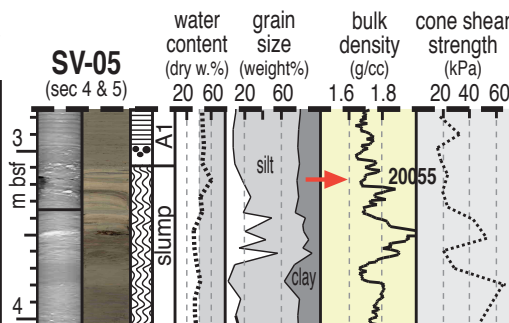 SV-05
(sec 4 & 5)
water
content
(dry w.%)
20 60
grain
size
(weight%)
20 60
bulk
density
(g/cc)
1.6 1.8
cone shear
strength
(kPa)
20 40 60
m bsf
3
4
A1
slump
silt
clay
20055